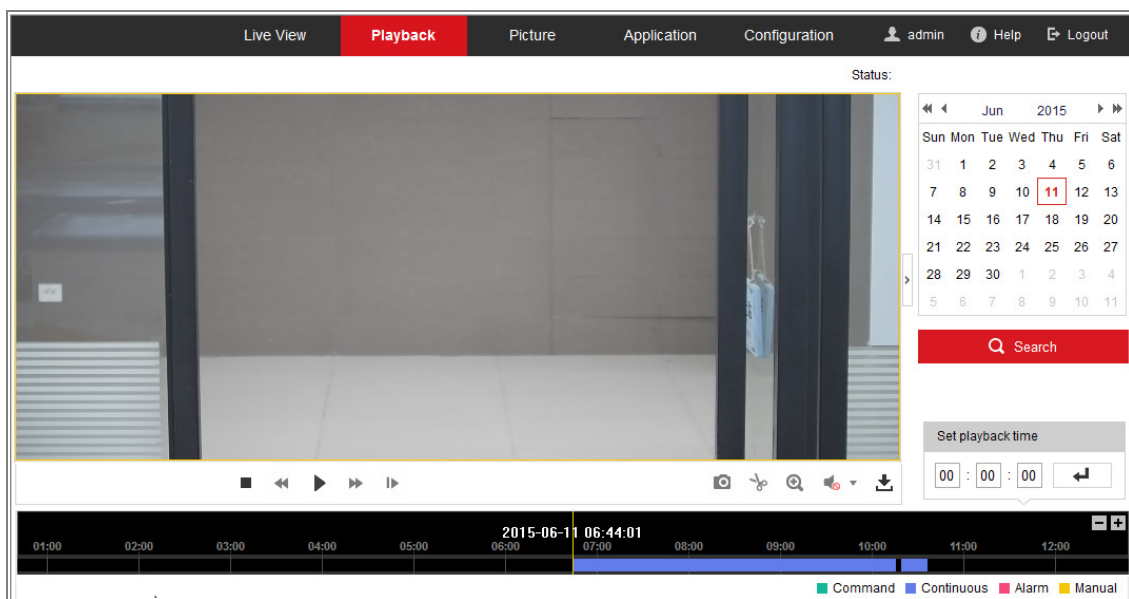 Live View Playback Picture Application Configuration admin Help Logout
Status:
Jun 2015
Sun Mon Tue Wed Thu Fri Sat
31 1 2 3 4 5 6
7 8 9 10 11 12 13
14 15 16 17 18 19 20
21 22 23 24 25 26 27
28 29 30 1 2 3 4
5 6 7 8 9 10 11
Search
Set playback time
00 : 00 : 00
2015-06-11 06:44:01
01:00 02:00 03:00 04:00 05:00 06:00 07:00 08:00 09:00 10:00 11:00 12:00
Command Continuous Alarm Manual